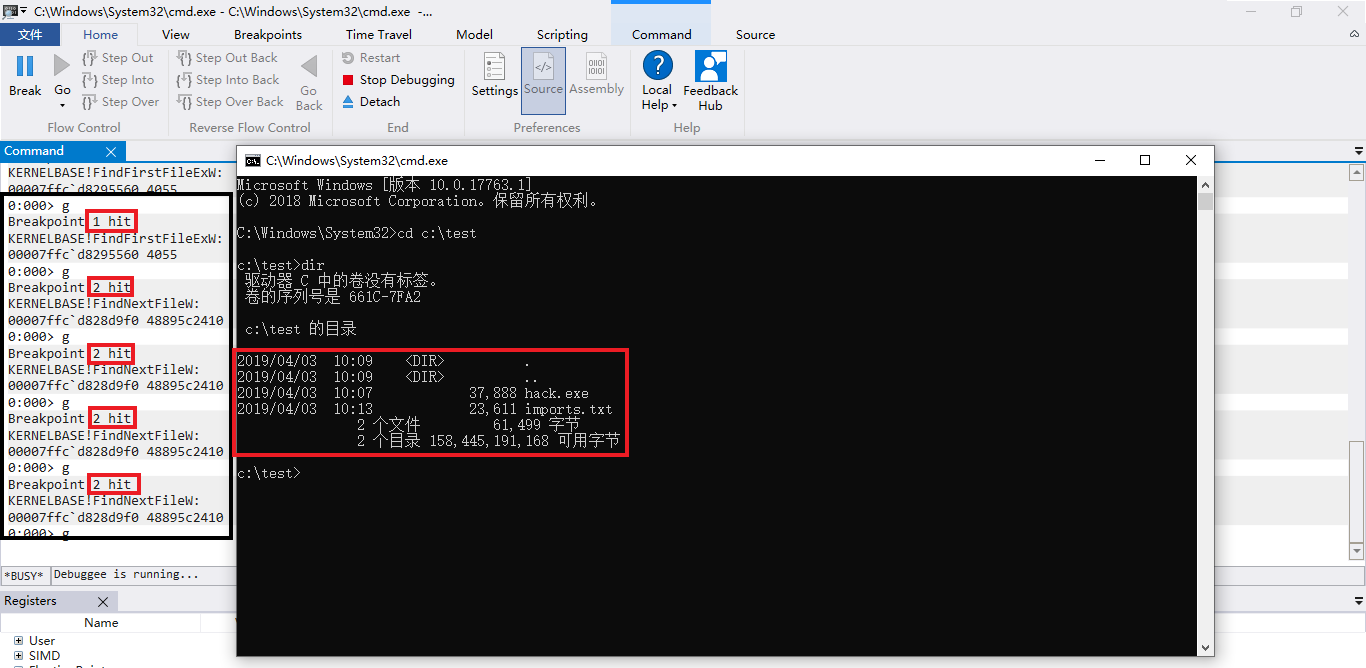 C:\Windows\System32\cmd.exe - C:\Windows\System32\cmd.exe -...
文件 Home View Breakpoints Time Travel Model Scripting Command Source
Break
Go
Step Out
Step Into
Step Over
Flow Control
Step Out Back
Step Into Back
Step Over Back
Go Back
Reverse Flow Control
Restart
Stop Debugging
Detach
End
Settings
Source
Assembly
Preferences
Local Help
Feedback Hub
Help
Command
KERNELBASE!FindFirstFileExW:
00007ffc`d8295560 4055
0:000> g
Breakpoint 1 hit
KERNELBASE!FindFirstFileExW:
00007ffc`d8295560 4055
0:000> g
Breakpoint 2 hit
KERNELBASE!FindNextFileW:
00007ffc`d828d9f0 48895c2410
0:000> g
Breakpoint 2 hit
KERNELBASE!FindNextFileW:
00007ffc`d828d9f0 48895c2410
0:000> g
Breakpoint 2 hit
KERNELBASE!FindNextFileW:
00007ffc`d828d9f0 48895c2410
0:000> g
Breakpoint 2 hit
KERNELBASE!FindNextFileW:
00007ffc`d828d9f0 48895c2410
0:000> g
*BUSY* Debuggee is running...
Registers
Name
User
SIMD
C:\Windows\System32\cmd.exe
Microsoft Windows [版本 10.0.17763.1]
(c) 2018 Microsoft Corporation。保留所有权利。
C:\Windows\System32>cd c:\test
c:\test>dir
驱动器 C 中的卷没有标签。
卷的序列号是 661C-7FA2
c:\test 的目录
2019/04/03 10:09 <DIR> .
2019/04/03 10:09 <DIR> ..
2019/04/03 10:07 37,888 hack.exe
2019/04/03 10:13 23,611 imports.txt
2 个文件 61,499 字节
2 个目录 158,445,191,168 可用字节
c:\test>